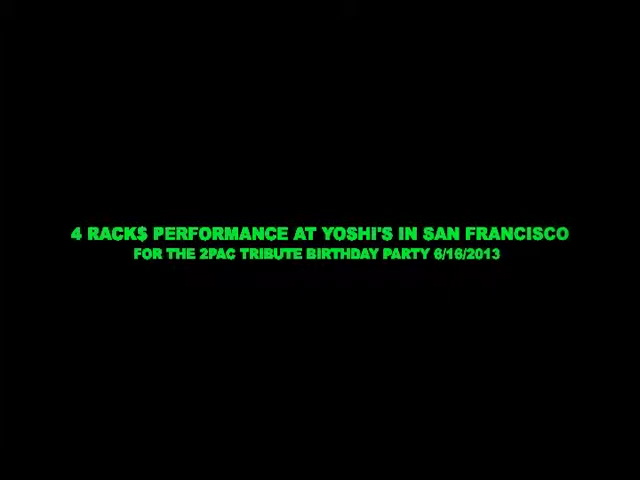 4 RACK$ PERFORMANCE AT YOSHI'S IN SAN FRANCISCO
FOR THE 2PAC TRIBUTE BIRTHDAY PARTY 6/16/2013